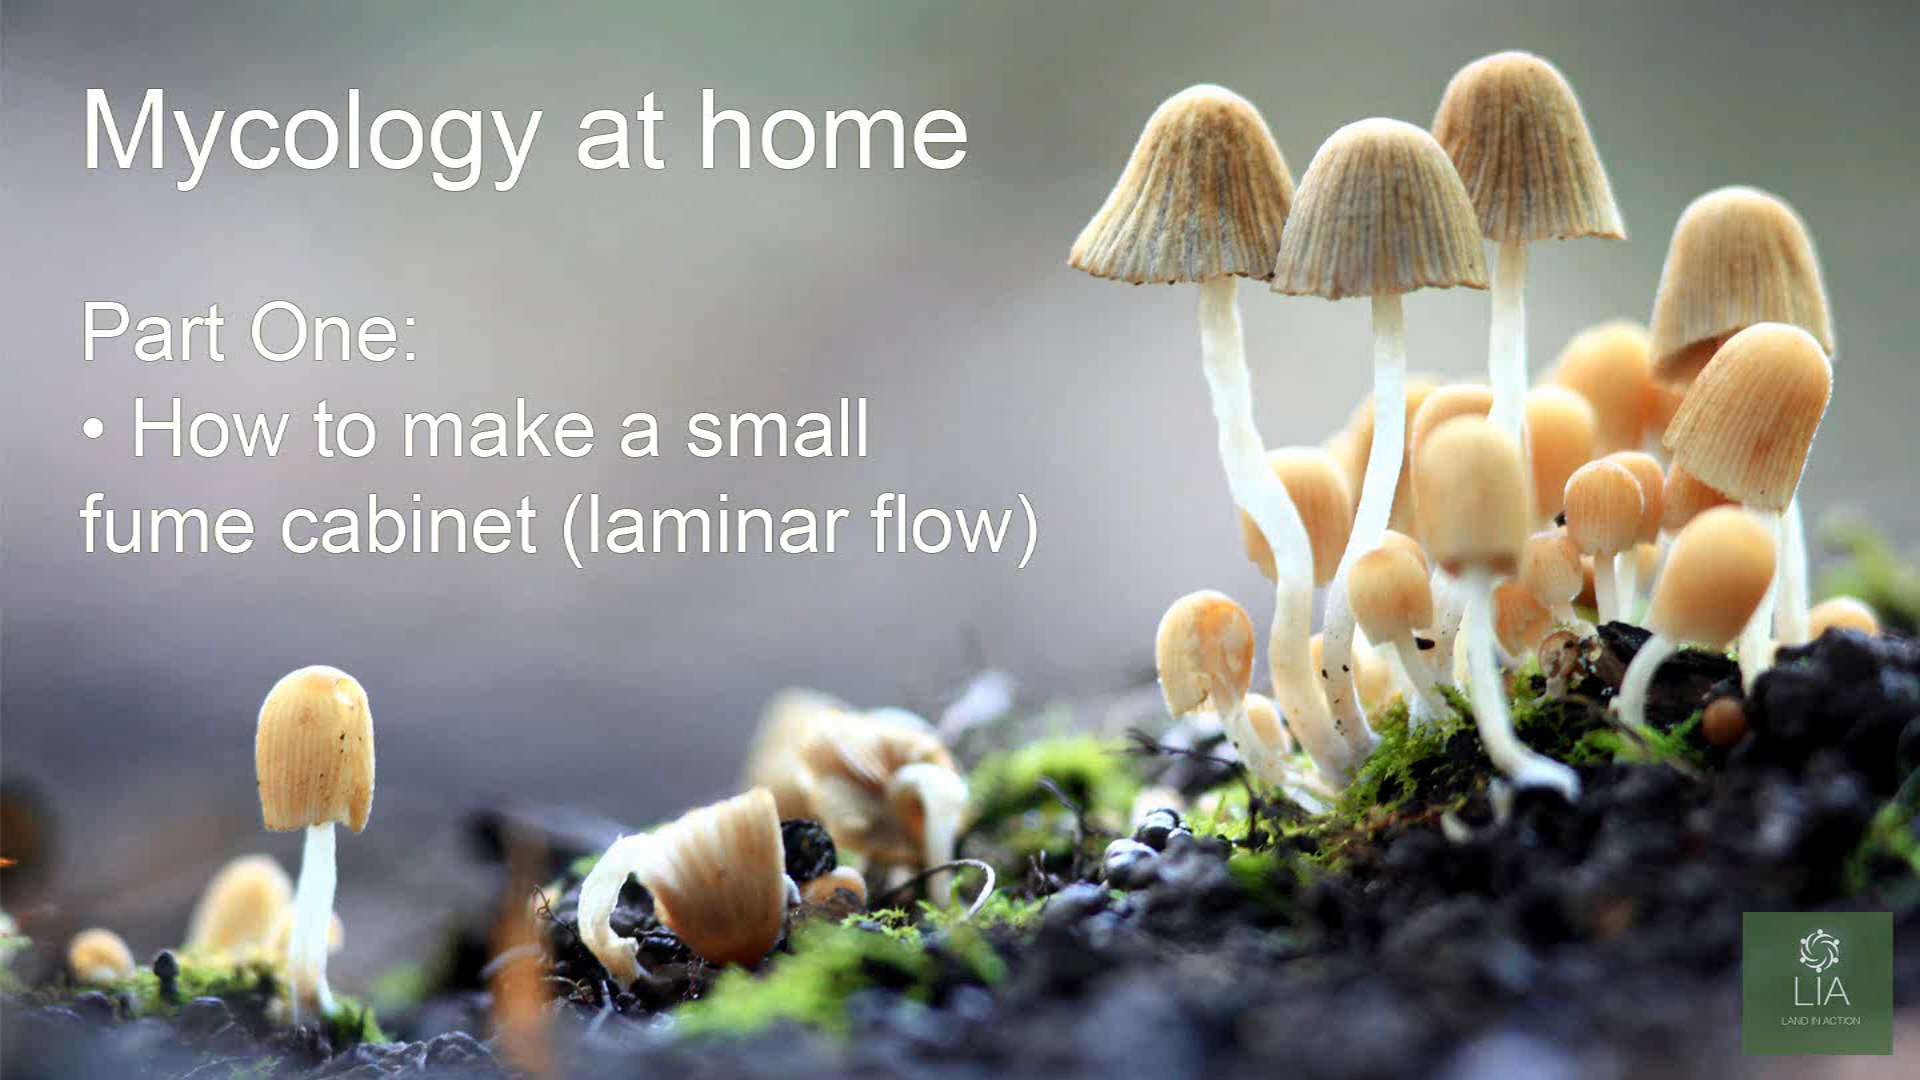 Mycology at home
Part One:
• How to make a small
fume cabinet (laminar flow)
LIA
LAND IN ACTION